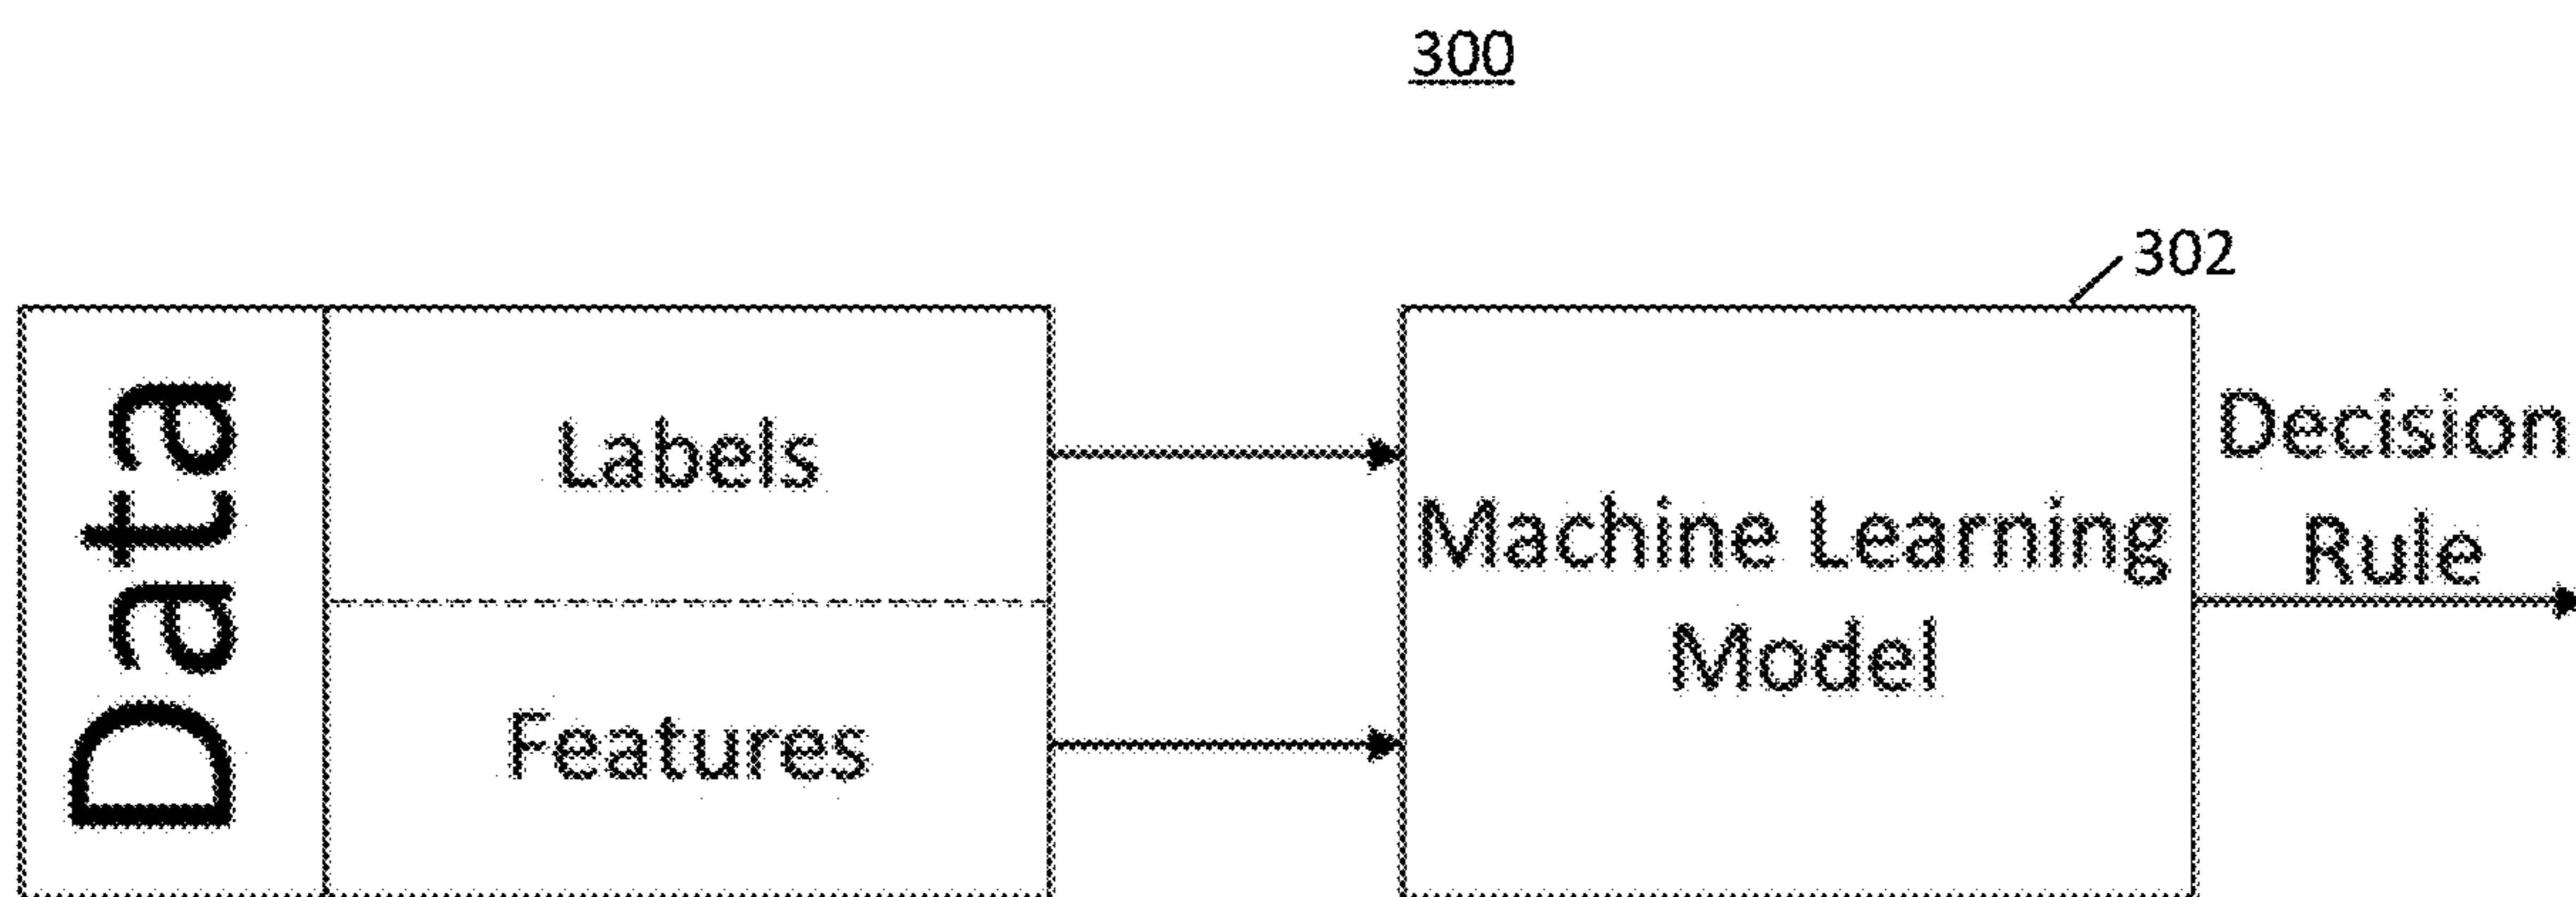 300
302
Data
Labels
Features
Machine Learning
Model
Decision
Rule